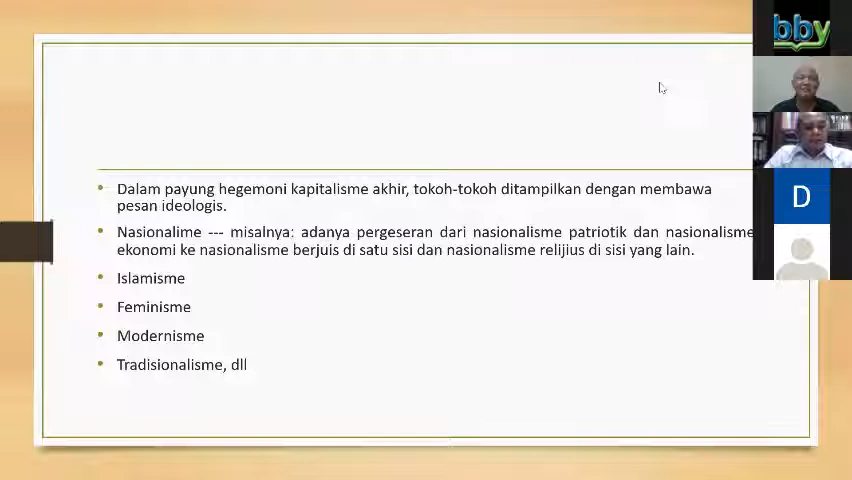 bby
Dalam payung hegemoni kapitalisme akhir, tokoh-tokoh ditampilkan dengan membawa
pesan ideologis.
Nasionalime --- misalnya: adanya pergeseran dari nasionalisme patriotik dan nasionalisme
ekonomi ke nasionalisme berjuis di satu sisi dan nasionalisme relijius di sisi yang lain.
Islamisme
Feminisme
Modernisme
Tradisionalisme, dll
D